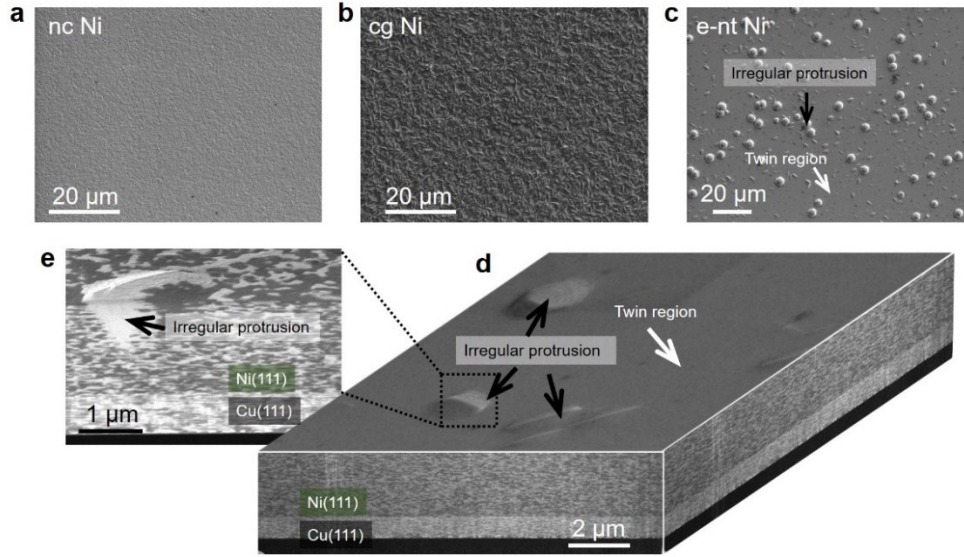 a
nc Ni
20 µm
b
cg Ni
20 µm
c
e-nt Ni
Irregular protrusion
Twin region
20 µm
e
Irregular protrusion
Ni(111)
Cu(111)
1 µm
d
Twin region
Irregular protrusion
Ni(111)
Cu(111)
2 µm